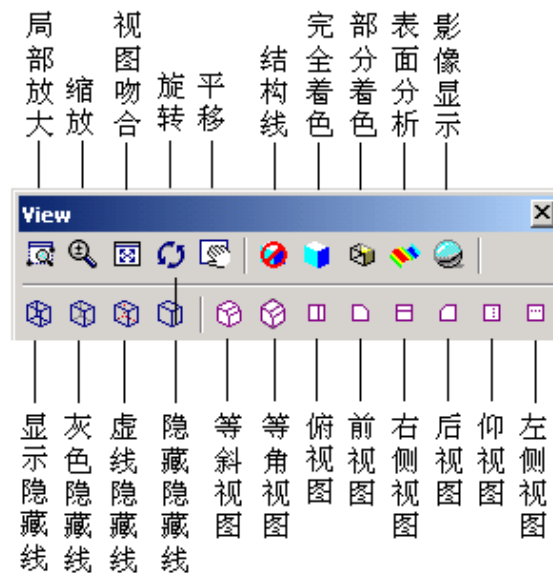 局部放大
缩放
视图吻合
旋转
平移
结构线
完全着色
部分着色
表面分析
影像显示
View
显示隐藏线
灰色隐藏线
虚线隐藏线
隐藏隐藏线
等斜视图
等角视图
俯视图
前视图
右侧视图
后视图
仰视图
左侧视图